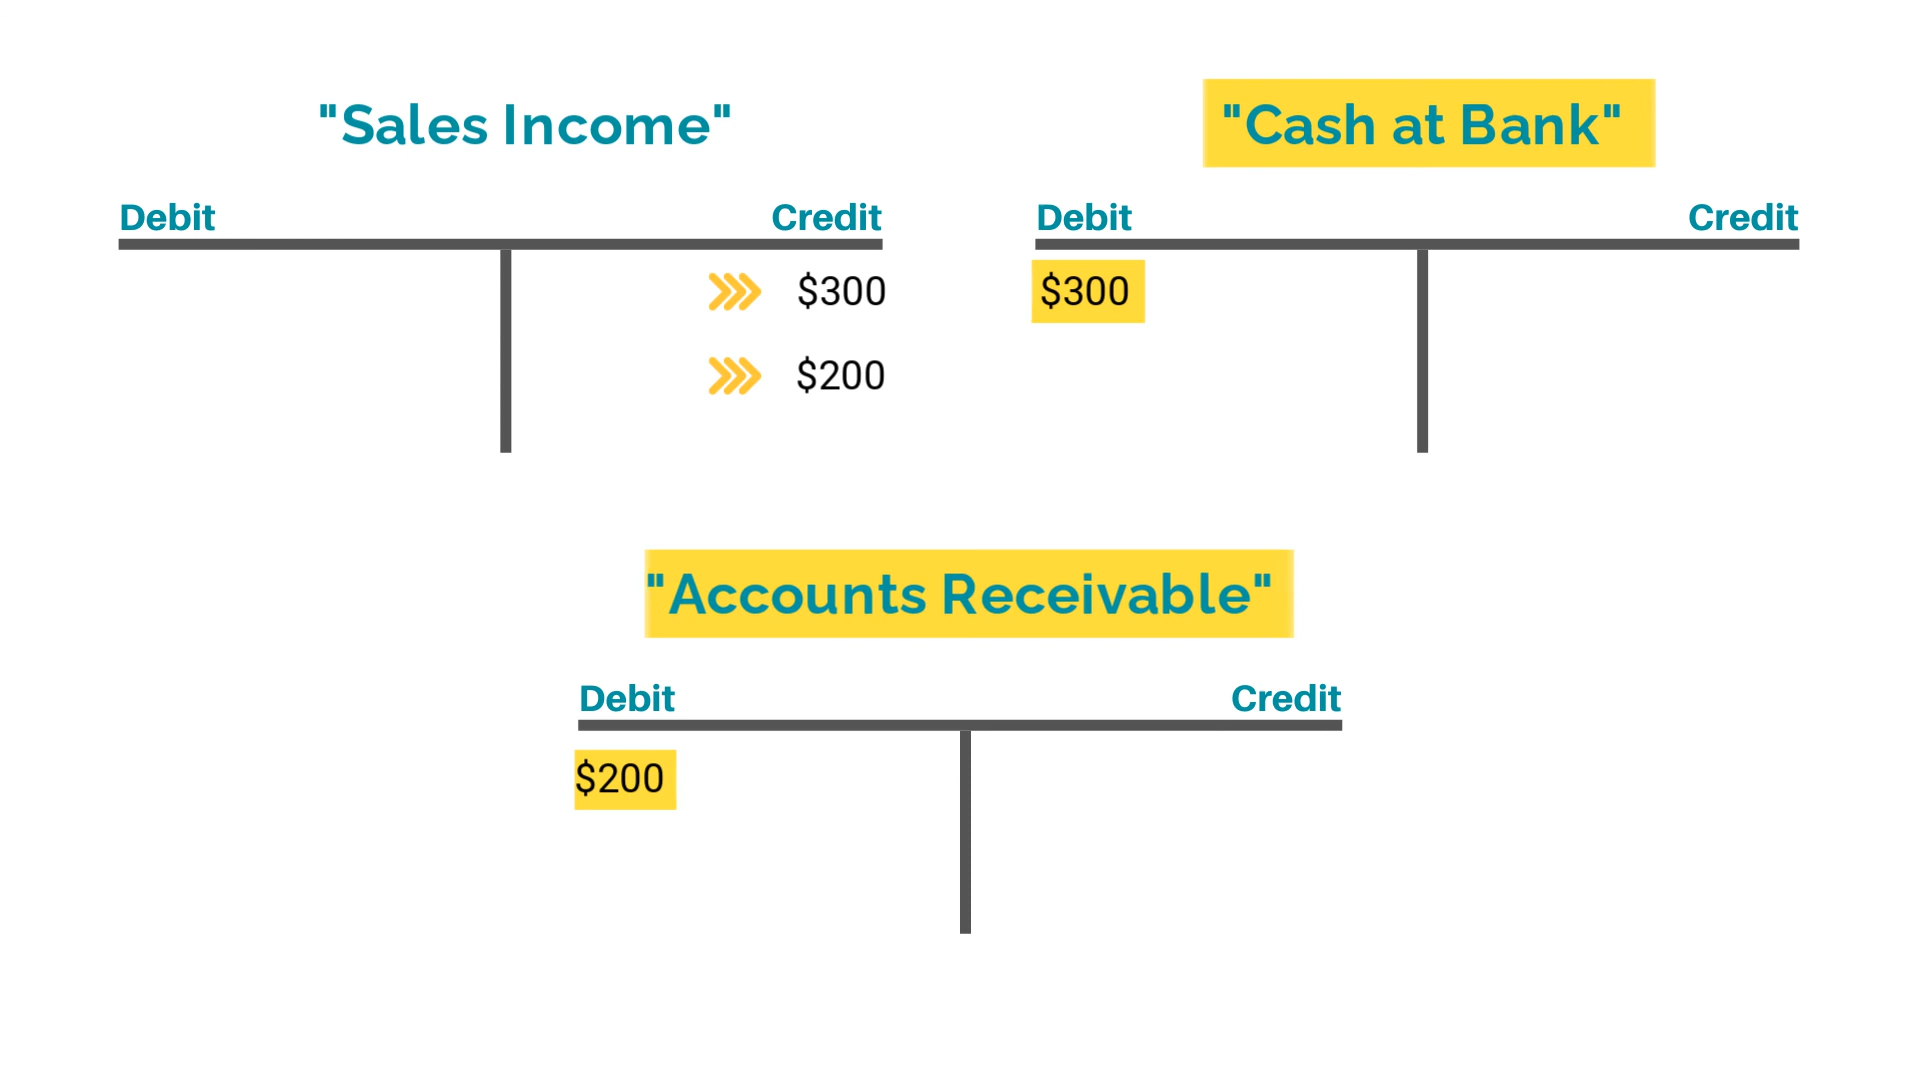 "Sales Income"
"Cash at Bank"
Debit
Credit
Debit
Credit
$300
$300
$200
"Accounts Receivable"
Debit
Credit
$200